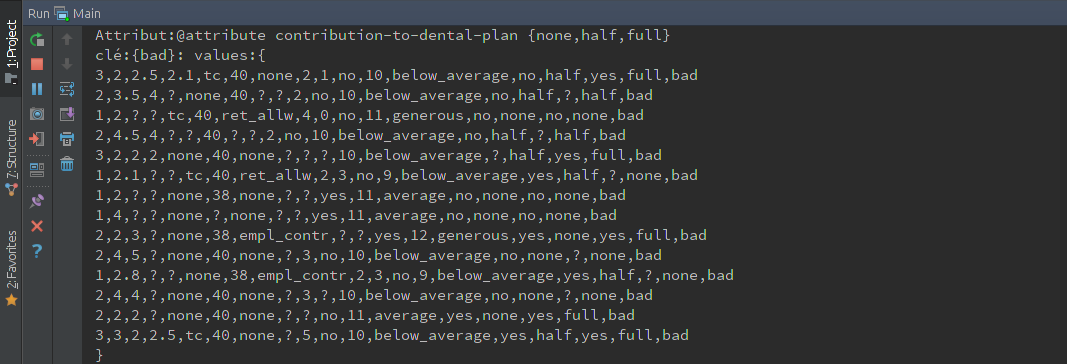 Run Main
1: Project
7: Structure
2: Favorites
Attribut:@attribute contribution-to-dental-plan {none,half,full}
clé:{bad}: values:{
3,2,2.5,2.1,tc,40,none,2,1,no,10,below_average,no,half,yes,full,bad
2,3.5,4,?,none,40,?,?,2,no,10,below_average,no,half,?,half,bad
1,2,?,?,tc,40,ret_allw,4,0,no,11,generous,no,none,no,none,bad
2,4.5,4,?,?,40,?,?,2,no,10,below_average,no,half,?,half,bad
3,2,2,2,none,40,none,?,?,?,10,below_average,?,half,yes,full,bad
1,2.1,?,?,tc,40,ret_allw,2,3,no,9,below_average,yes,half,?,none,bad
1,2,?,?,none,38,none,?,?,yes,11,average,no,none,no,none,bad
1,4,?,?,none,?,none,?,?,yes,11,average,no,none,no,none,bad
2,2,3,?,none,38,empl_contr,?,?,yes,12,generous,yes,none,yes,full,bad
2,4,5,?,none,40,none,?,3,no,10,below_average,no,none,?,none,bad
1,2.8,?,?,none,38,empl_contr,2,3,no,9,below_average,yes,half,?,none,bad
2,4,4,?,none,40,none,?,3,?,10,below_average,no,none,?,none,bad
2,2,2,?,none,40,none,?,?,no,11,average,yes,none,yes,full,bad
3,3,2,2.5,tc,40,none,?,5,no,10,below_average,yes,half,yes,full,bad
}